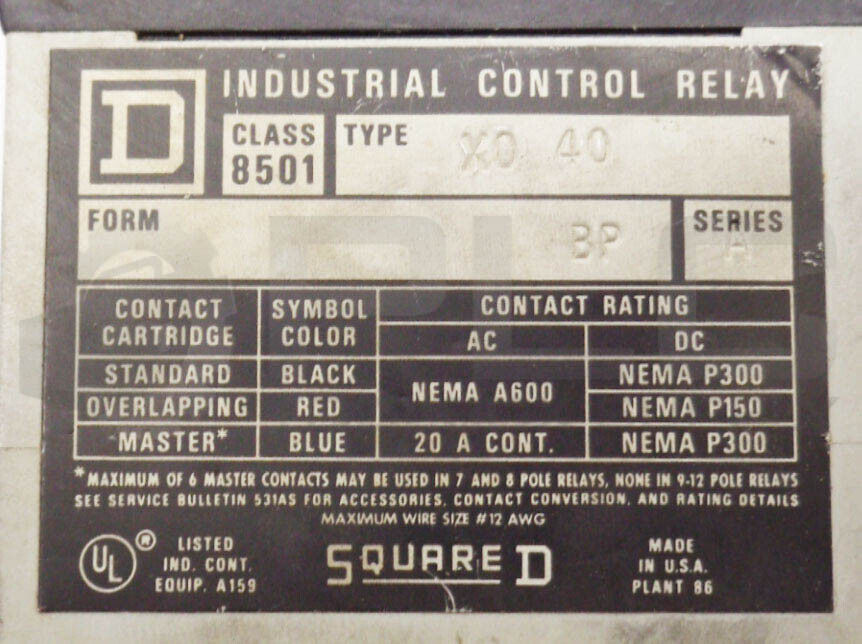 D INDUSTRIAL CONTROL RELAY
CLASS 8501 TYPE XO 40
FORM BP SERIES A
CONTACT CARTRIDGE SYMBOL COLOR CONTACT RATING
AC DC
STANDARD BLACK NEMA A600 NEMA P300
OVERLAPPING RED NEMA P150
MASTER* BLUE 20 A CONT. NEMA P300
*MAXIMUM OF 6 MASTER CONTACTS MAY BE USED IN 7 AND 8 POLE RELAYS, NONE IN 9-12 POLE RELAYS
SEE SERVICE BULLETIN 531AS FOR ACCESSORIES, CONTACT CONVERSION, AND RATING DETAILS
MAXIMUM WIRE SIZE #12 AWG
UL ® LISTED
IND. CONT.
EQUIP. A159
SQUARE D
MADE
IN U.S.A.
PLANT 86